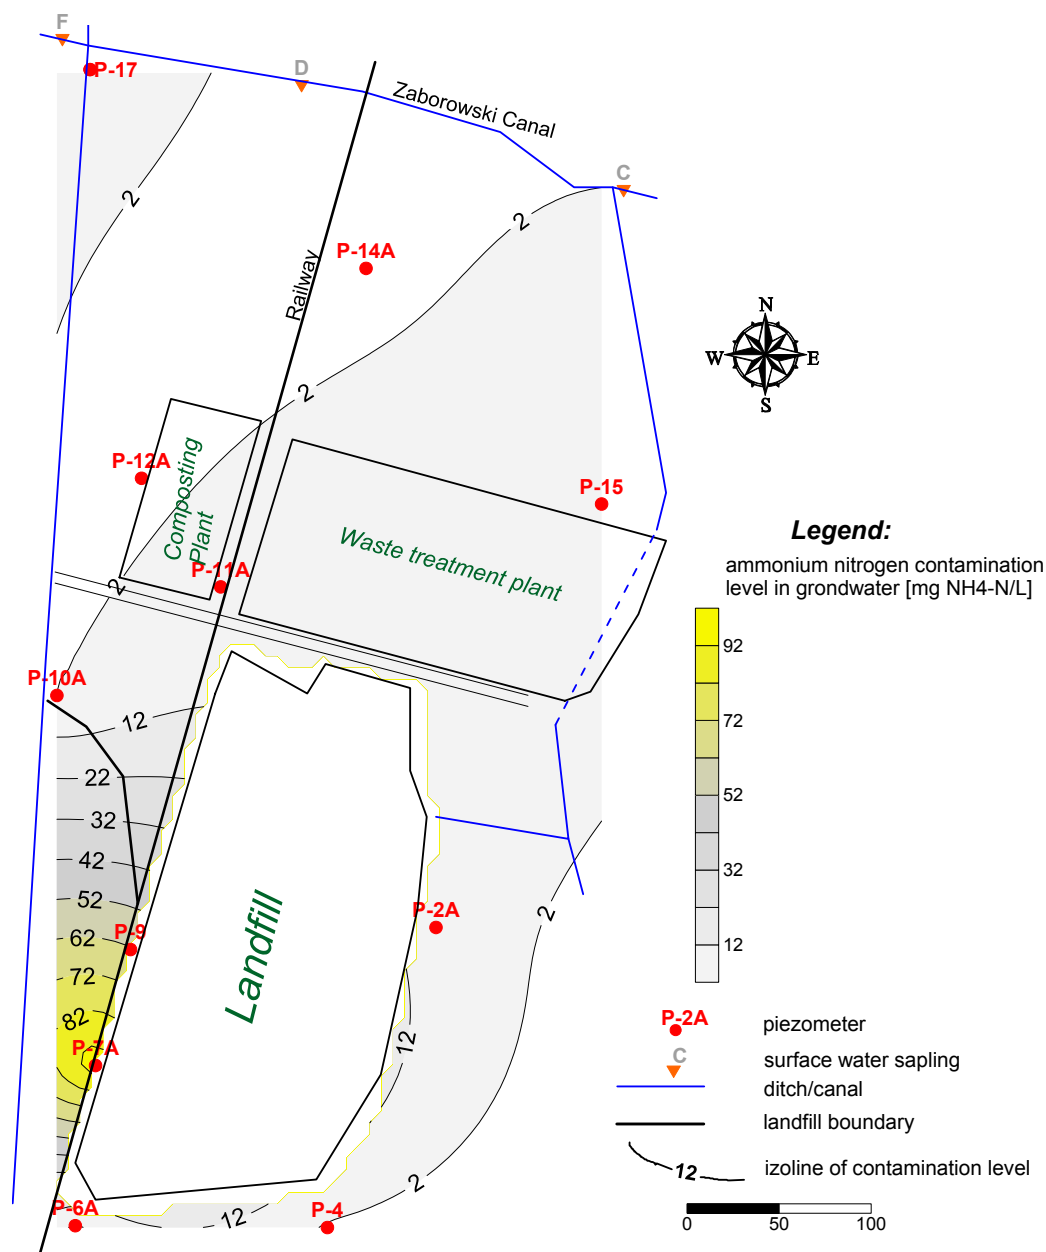 F
P-17
D
Zaborowski Canal
C
2
2
P-14A
Railway
N
W
E
S
2
P-12A
Composting
Plant
P-15
Waste treatment plant
P-11A
2
P-10A
12
22
32
42
52
P-9
62
72
82
P-7A
Landfill
P-2A
2
12
2
P-6A
12
P-4
Legend:
ammonium nitrogen contamination
level in grondwater [mg NH4-N/L]
92
72
52
32
12
P-2A
piezometer
C
surface water sapling
ditch/canal
landfill boundary
12
izoline of contamination level
0
50
100